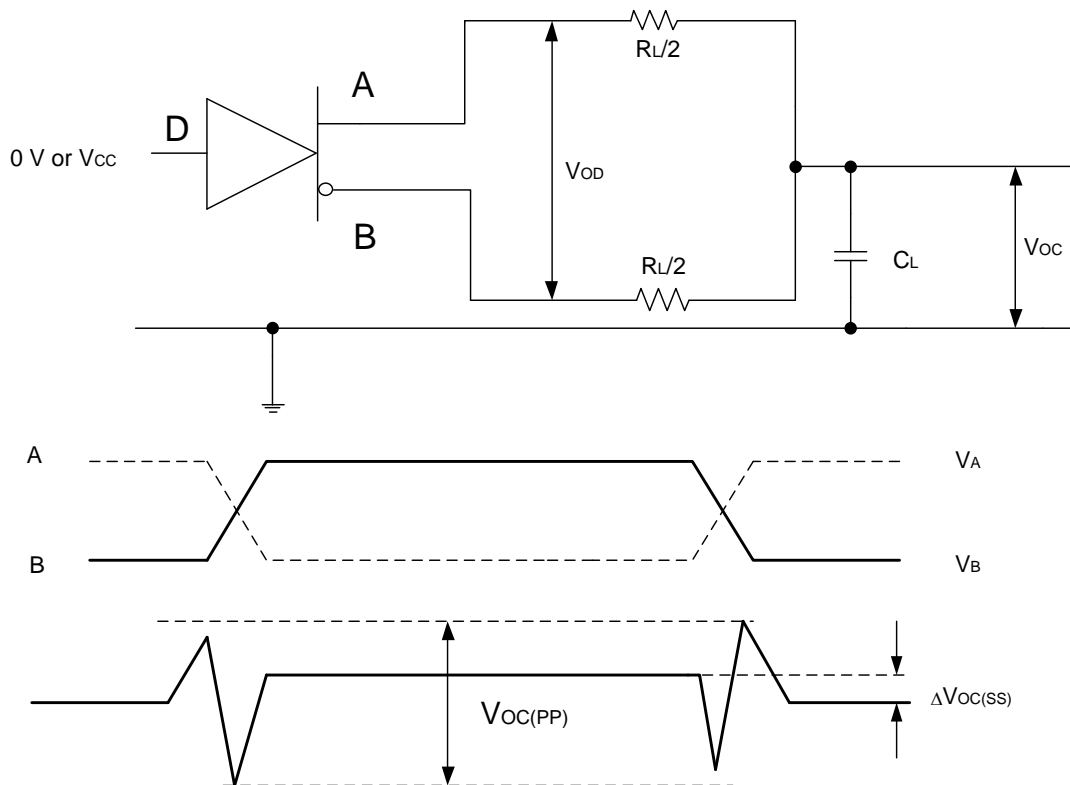 RL/2
A
D
0 V or VCC
VOD
B
RL/2
CL
VOC
A
VA
B
VB
VOC(PP)
ΔVOC(SS)